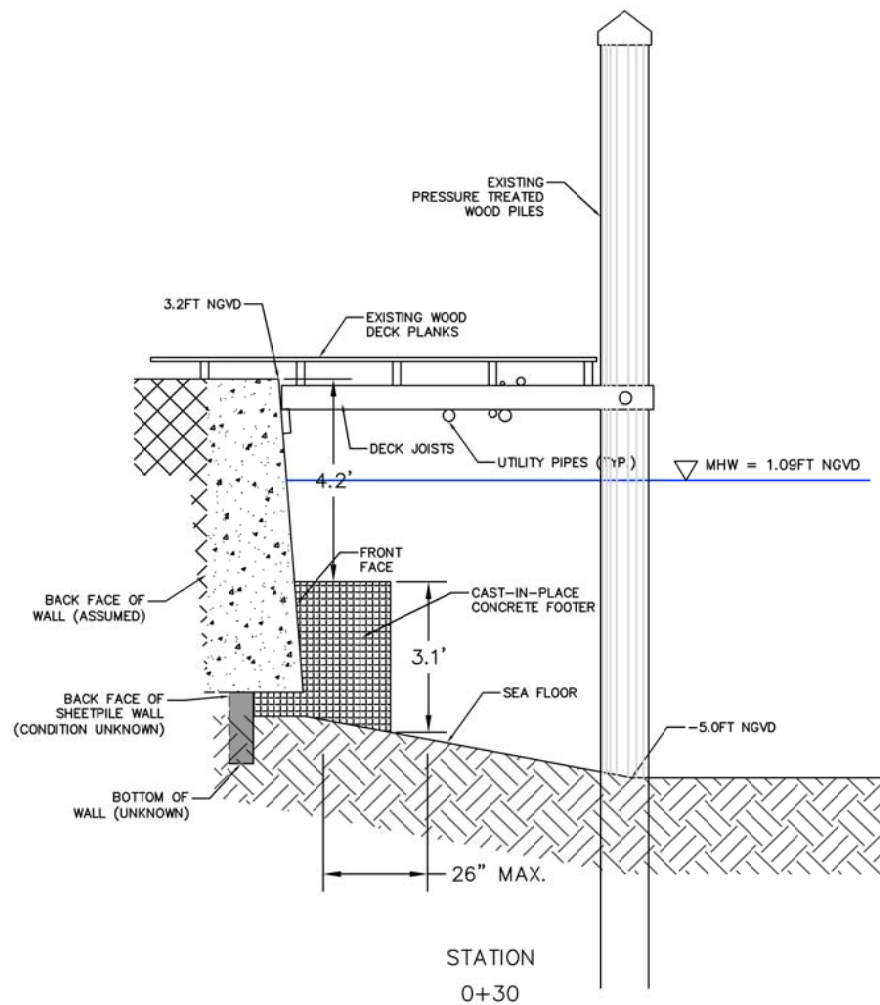 EXISTING
PRESSURE TREATED
WOOD PILES
3.2FT NGVD
EXISTING WOOD
DECK PLANKS
DECK JOISTS
UTILITY PIPES (TYP.)
MHW = 1.09FT NGVD
4.2'
FRONT
FACE
BACK FACE OF
WALL (ASSUMED)
CAST-IN-PLACE
CONCRETE FOOTER
3.1'
BACK FACE OF
SHEETPILE WALL
(CONDITION UNKNOWN)
SEA FLOOR
-5.0FT NGVD
BOTTOM OF
WALL (UNKNOWN)
26" MAX.
STATION
0+30